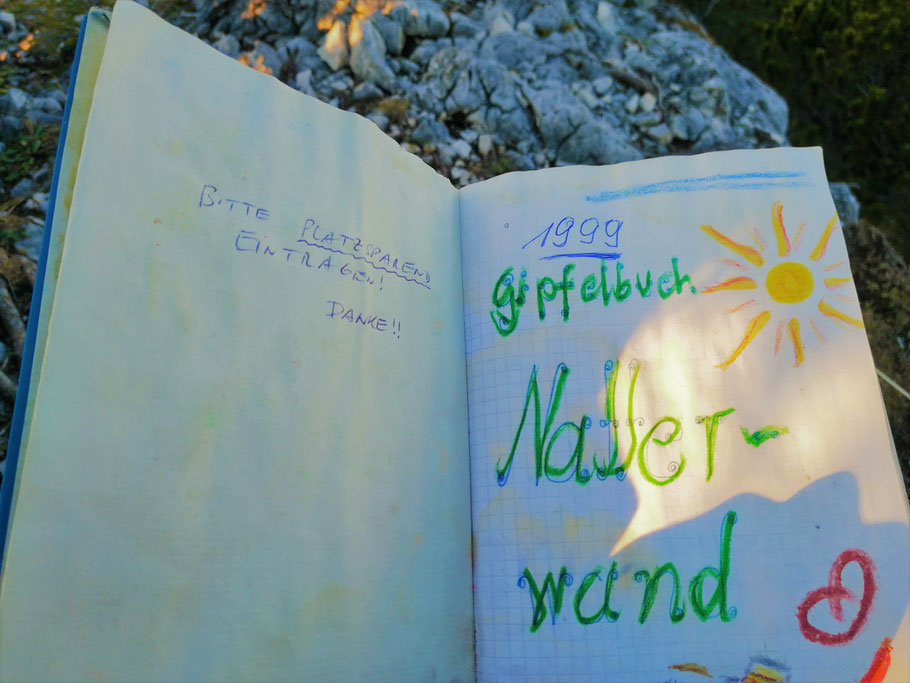 BITTE PLATZSPAREND
EINTRAGEN!
DANKE!!
1999
Gipfelbuch
Naller-
wand